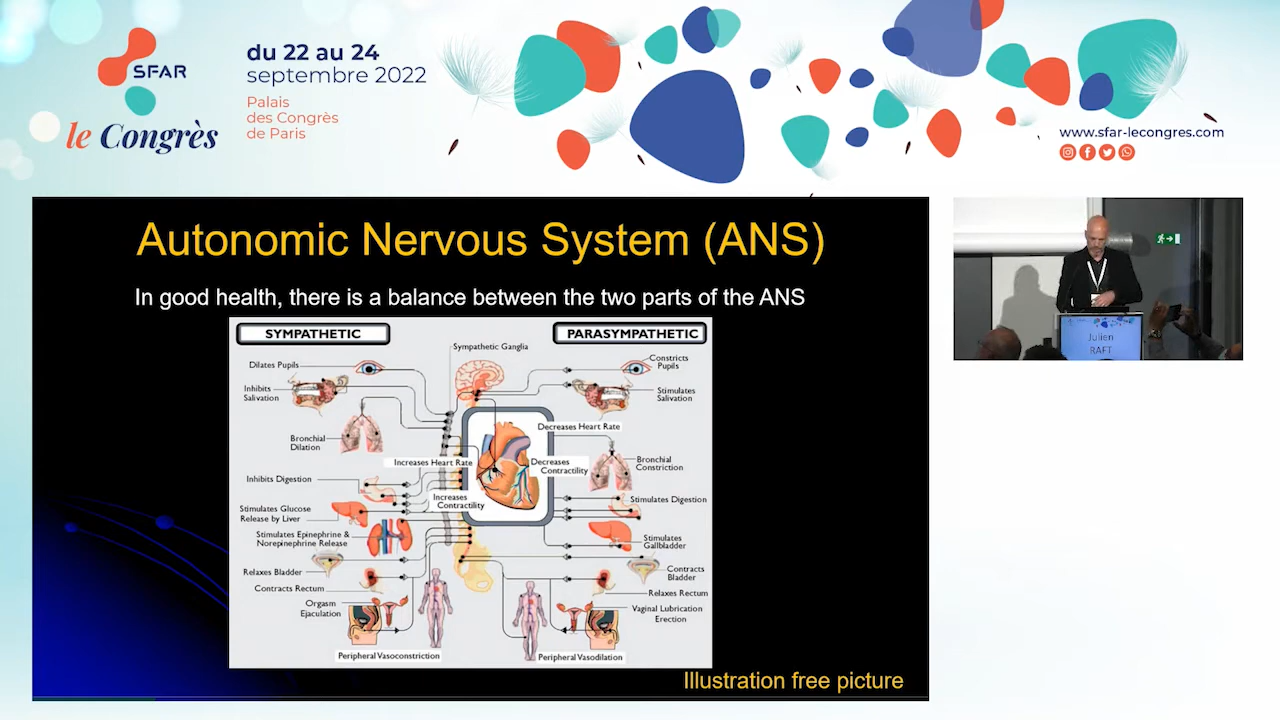 SFAR
le Congrès
du 22 au 24
septembre 2022
Palais
des Congrès
de Paris
www.sfar-lecongres.com
Autonomic Nervous System (ANS)
In good health, there is a balance between the two parts of the ANS
SYMPATHETIC
PARASYMPATHETIC
Sympathetic Ganglia
Dilates Pupils
Inhibits
Salivation
Bronchial
Dilation
Increases Heart Rate
Inhibits Digestion
Increases
Contractility
Stimulates Glucose
Release by Liver
Stimulates Epinephrine &
Norepinephrine Release
Relaxes Bladder
Contracts Rectum
Orgasm
Ejaculation
Peripheral Vasoconstriction
Constricts
Pupils
Stimulates
Salivation
Decreases Heart Rate
Decreases
Contractility
Bronchial
Constriction
Stimulates Digestion
Stimulates
Gallbladder
Contracts
Bladder
Relaxes Rectum
Vaginal Lubrication
Erection
Peripheral Vasodilation
Illustration free picture
Julien
RAFT